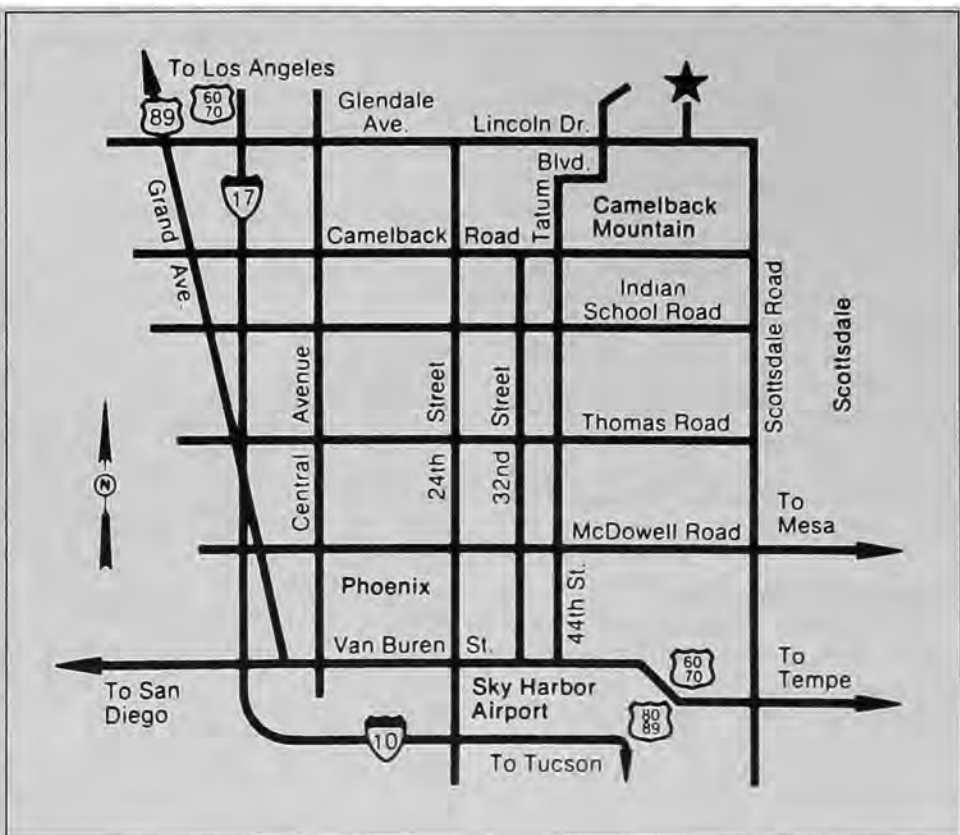 To Los Angeles
60
70
89
Glendale
Ave.
Lincoln Dr.
Blvd.
Tatum
17
Grand Ave.
Camelback Road
Camelback
Mountain
Indian
School Road
Scottsdale Road
Scottsdale
Central Avenue
24th Street
32nd Street
Thomas Road
N
McDowell Road
To
Mesa
Phoenix
44th St.
Van Buren St.
60
70
To
Tempe
To San
Diego
Sky Harbor
Airport
80
89
10
To Tucson